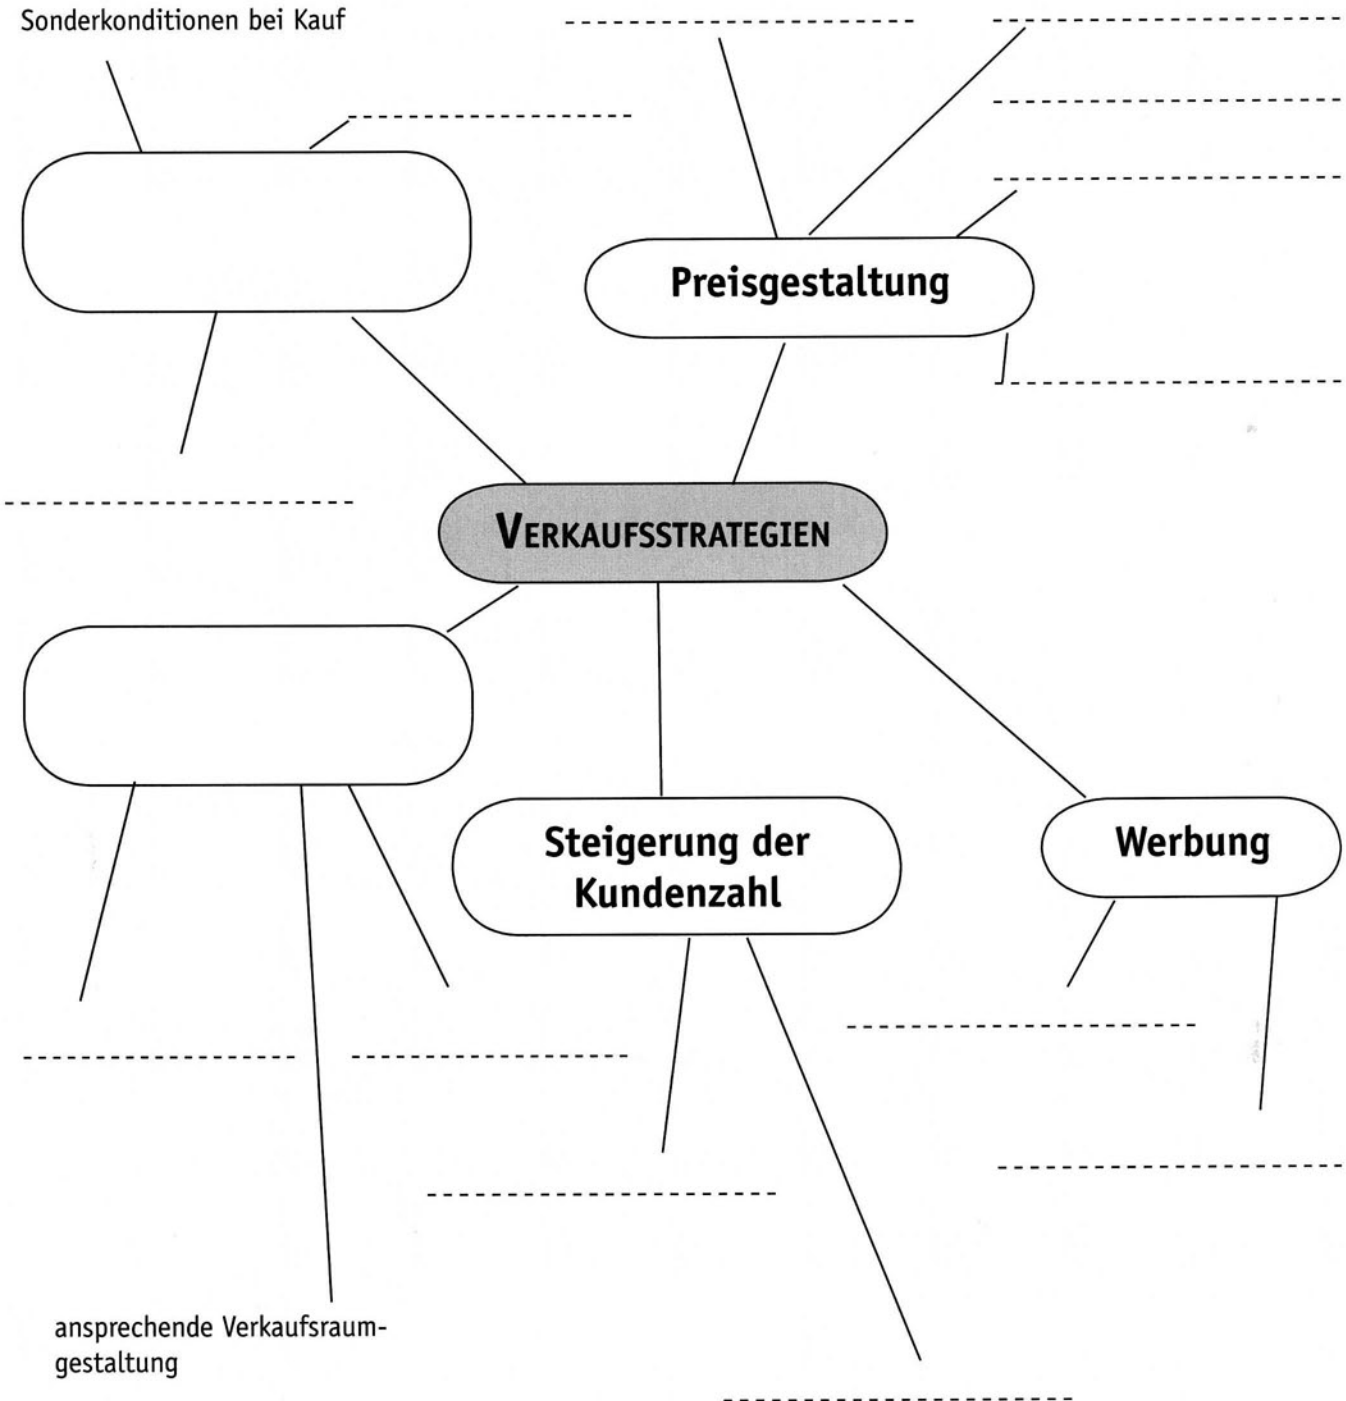 Sonderkonditionen bei Kauf
Preisgestaltung
VERKAUFSSTRATEGIEN
Steigerung der
Kundenzahl
Werbung
ansprechende Verkaufsraum-
gestaltung